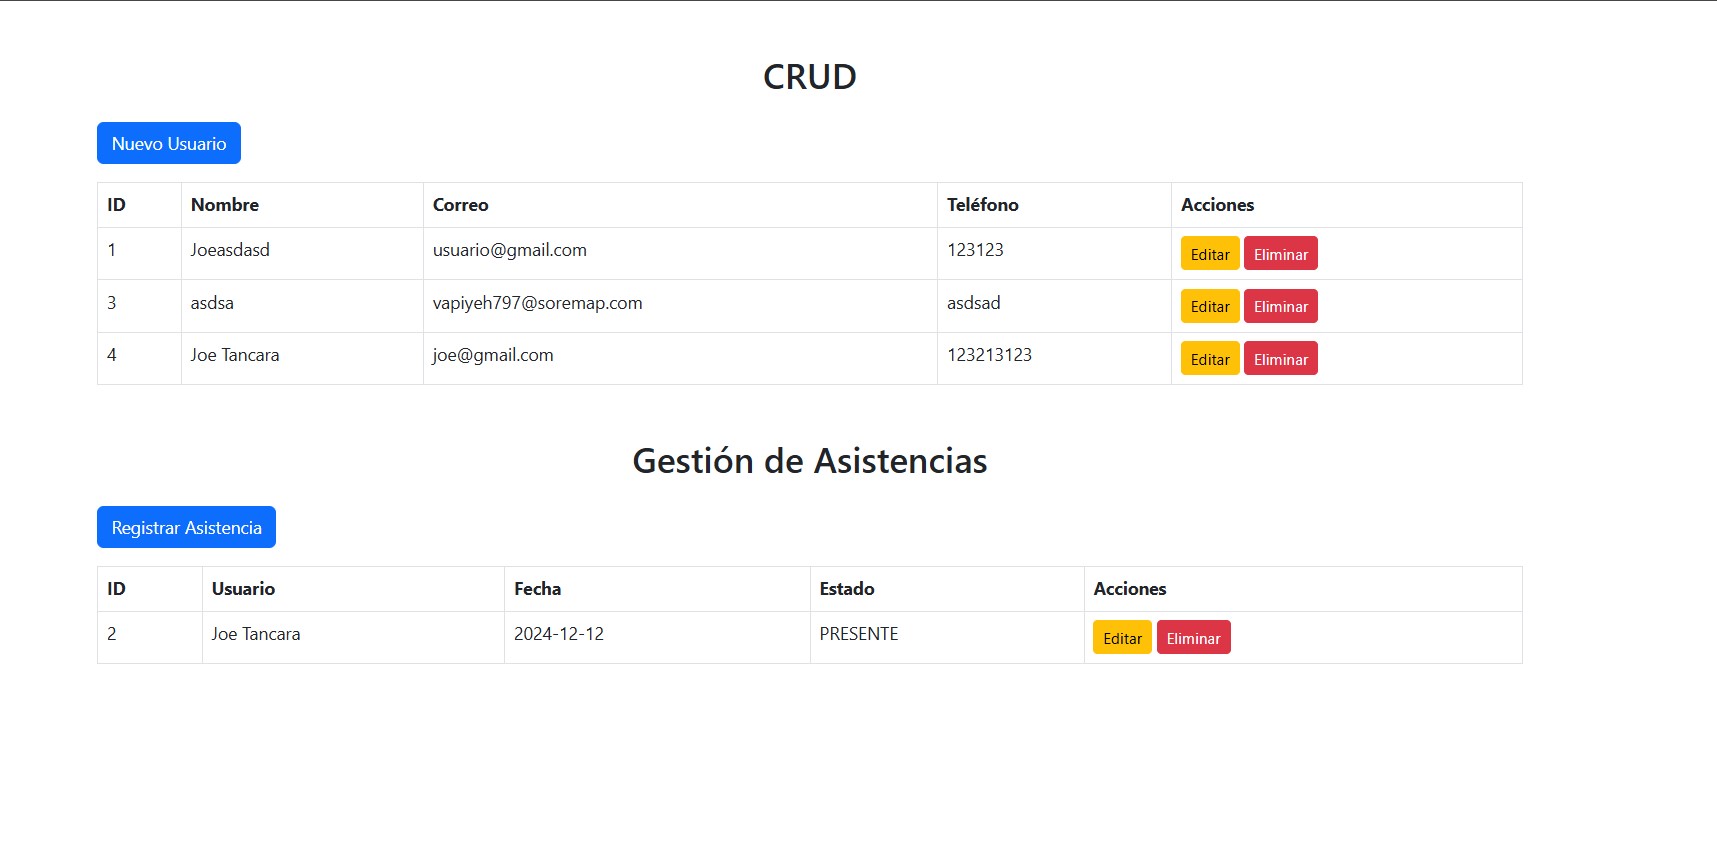 CRUD
Nuevo Usuario
ID Nombre Correo Teléfono Acciones
1 Joeasdasd usuario@gmail.com 123123 Editar Eliminar
3 asdsa vapiyeh797@soremap.com asdsad Editar Eliminar
4 Joe Tancara joe@gmail.com 123213123 Editar Eliminar
Gestión de Asistencias
Registrar Asistencia
ID Usuario Fecha Estado Acciones
2 Joe Tancara 2024-12-12 PRESENTE Editar Eliminar